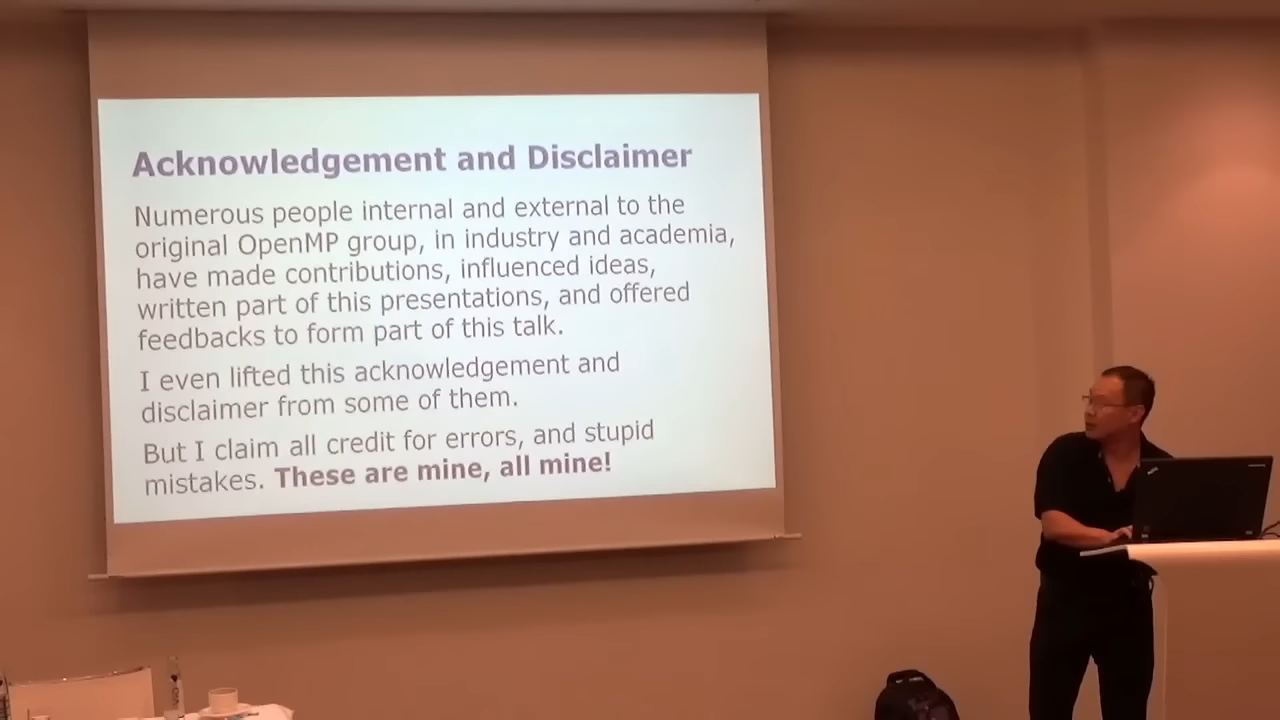 Acknowledgement and Disclaimer
Numerous people internal and external to the
original OpenMP group, in industry and academia,
have made contributions, influenced ideas,
written part of this presentations, and offered
feedbacks to form part of this talk.
I even lifted this acknowledgement and
disclaimer from some of them.
But I claim all credit for errors, and stupid
mistakes. These are mine, all mine!